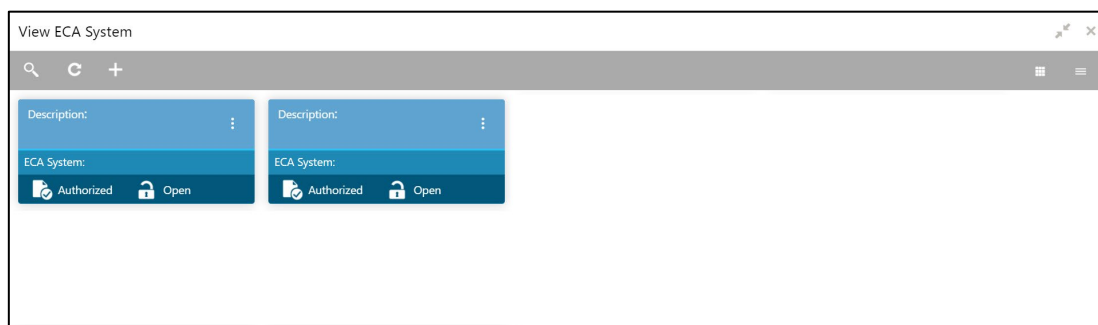 View ECA System
Description: Description:
ECA System: ECA System:
Authorized Open Authorized Open